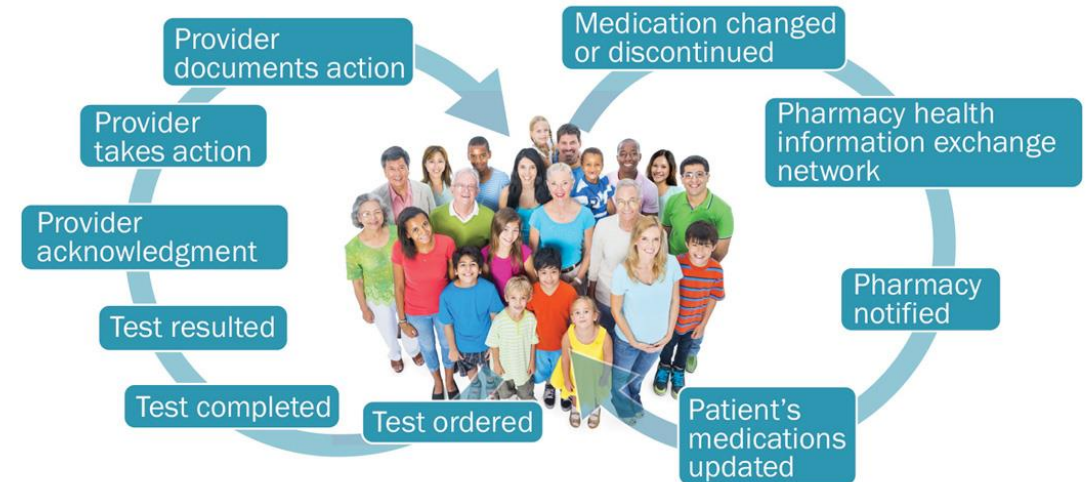 Provider
documents action
Provider
takes action
Provider
acknowledgment
Test resulted
Test completed
Test ordered
Medication changed
or discontinued
Pharmacy health
information exchange
network
Pharmacy
notified
Patient's
medications
updated